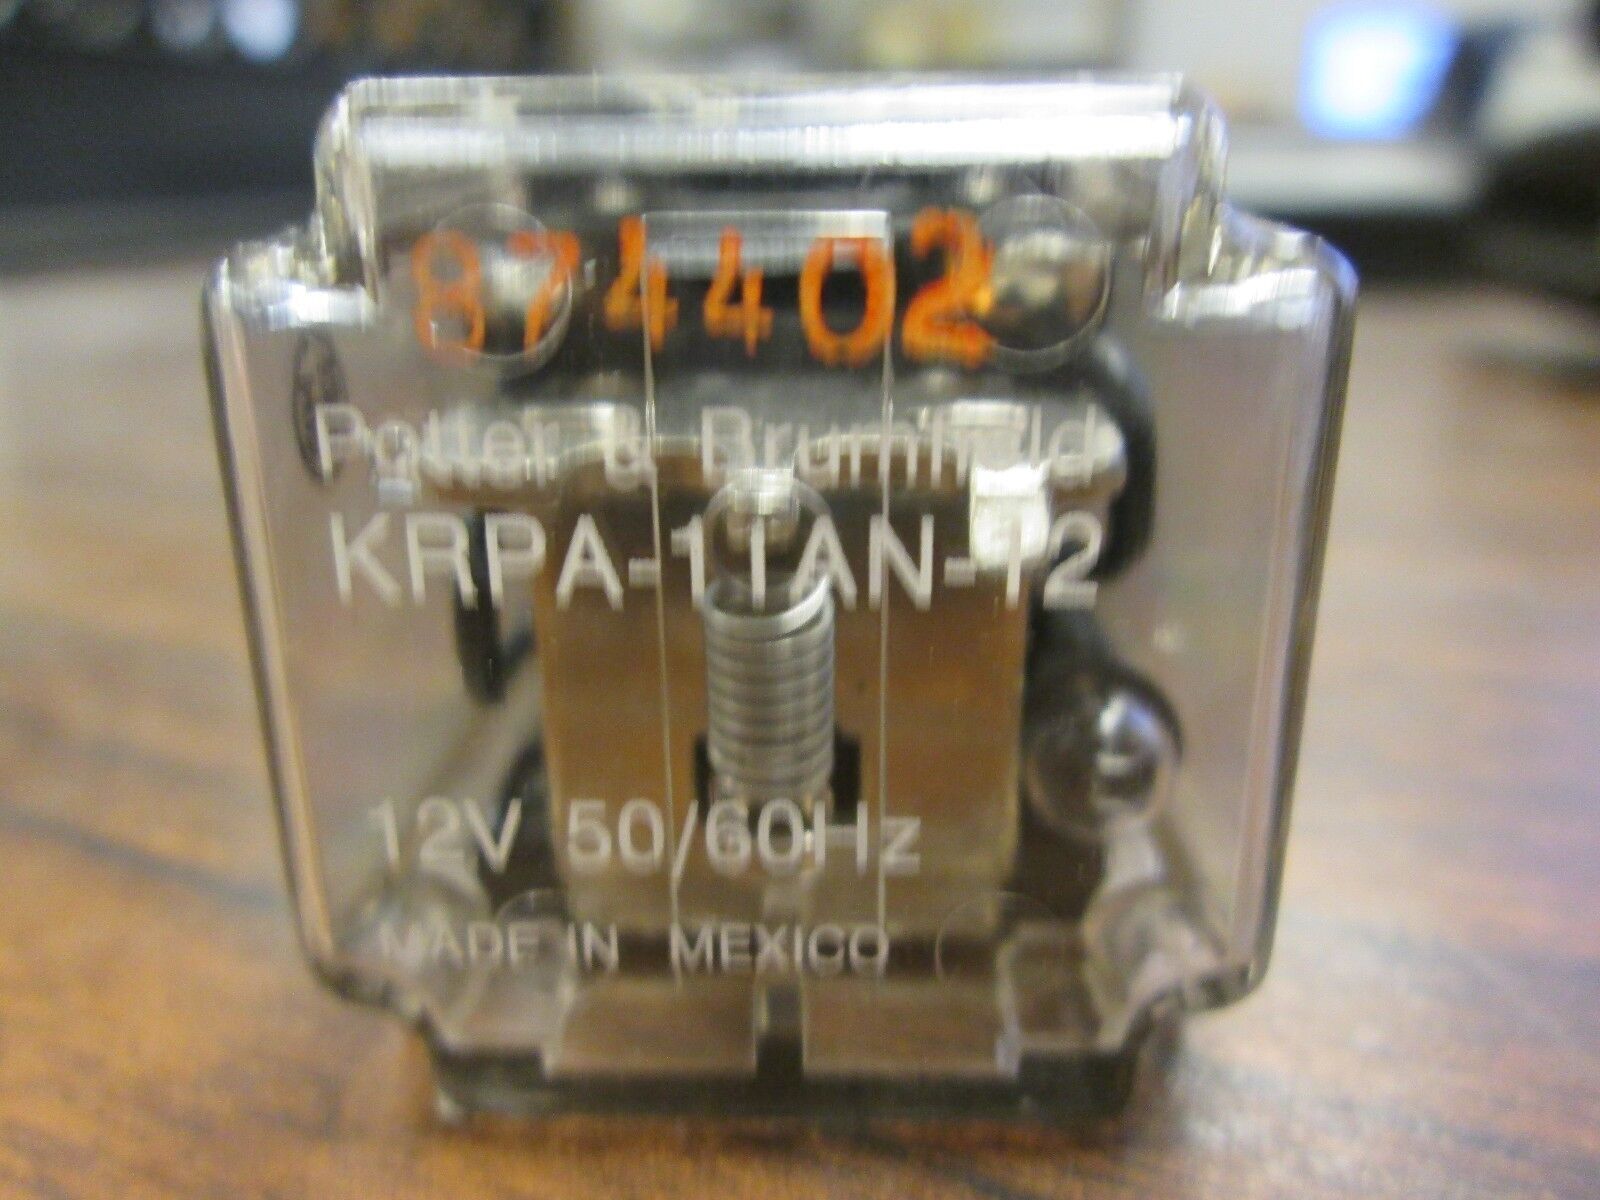 874402
Potter & Brumfield
KRPA-11AN-12
12V 50/60Hz
MADE IN MEXICO